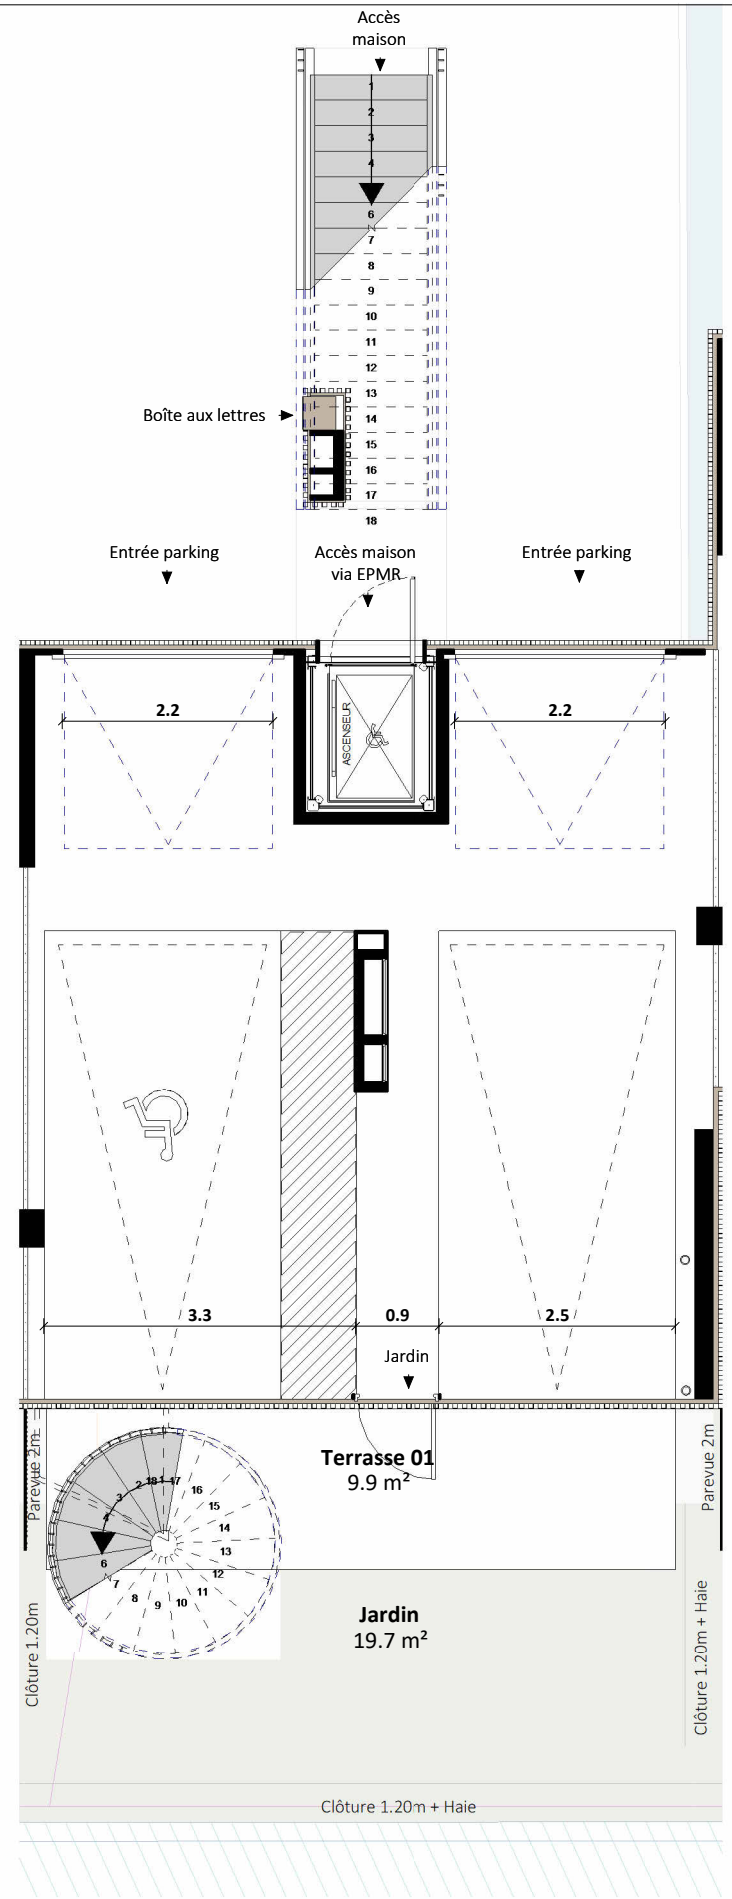 Accès
maison
1
2
3
4
6
7
8
9
10
11
12
13
Boîte aux lettres
14
15
16
17
18
Entrée parking
Accès maison
via EPMR
Entrée parking
2.2
ASCENSEUR
2.2
3.3
0.9
2.5
Jardin
Parevue 2m
Terrasse 01
9.9 m²
Parevue 2m
1
2
3
4
6
7
8
9
10
11
12
13
14
15
16
17
18
Clôture 1.20m
Jardin
19.7 m²
Clôture 1.20m + Haie
Clôture 1.20m + Haie